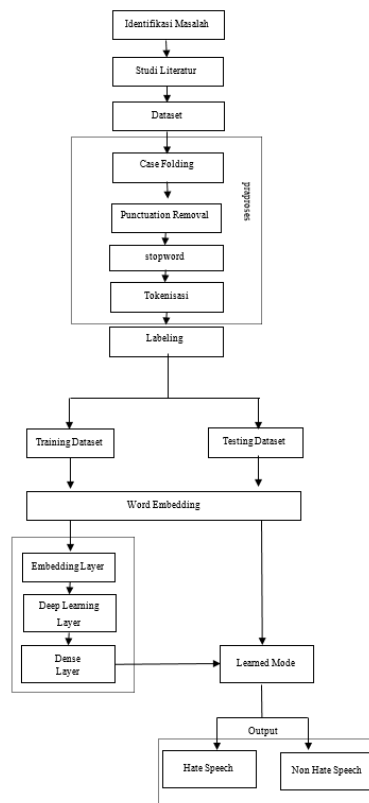 Identifikasi Masalah
Studi Literatur
Dataset
Case Folding
praproses
Punctuation Removal
stopword
Tokenisasi
Labeling
Training Dataset
Testing Dataset
Word Embedding
Embedding Layer
Deep Learning
Layer
Dense
Layer
Learned Mode
Output
Hate Speech
Non Hate Speech